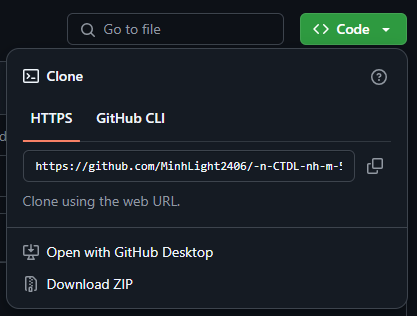 Go to file
Code
Clone
HTTPS GitHub CLI
https://github.com/MinhLight2406/-n-CTDL-nh-m-5
Clone using the web URL.
Open with GitHub Desktop
Download ZIP